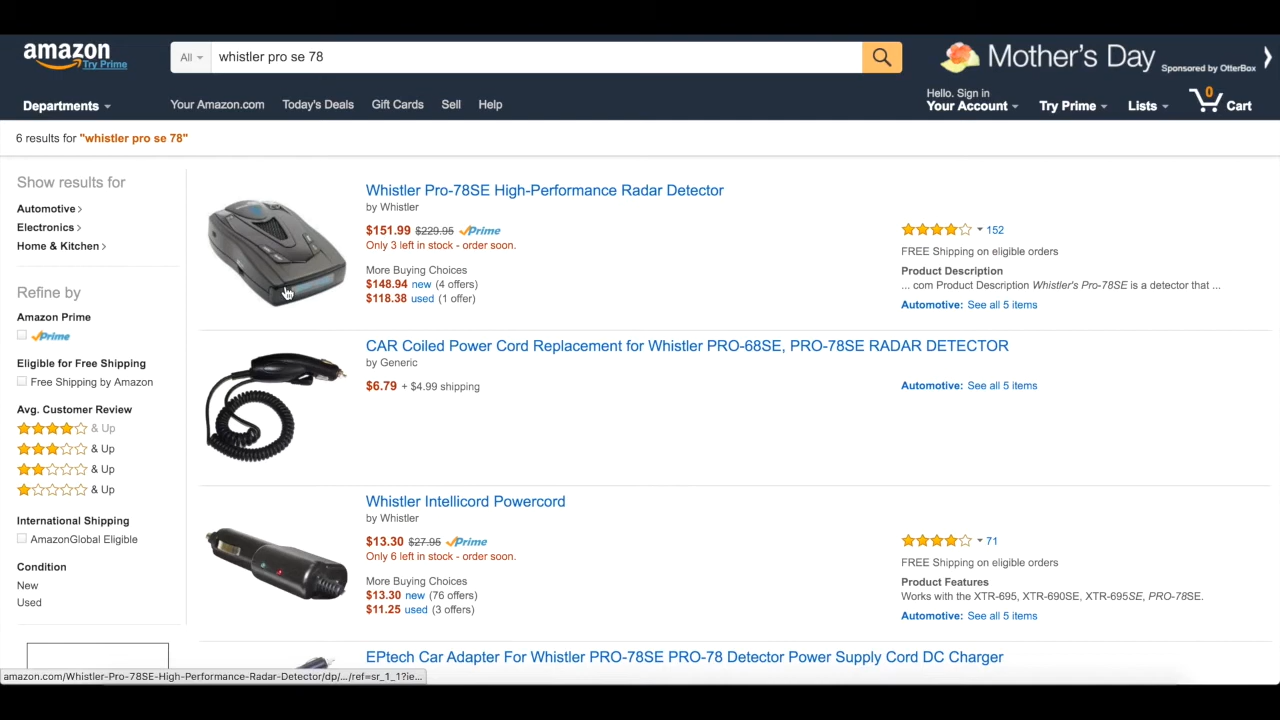 amazon
Try Prime
All
whistler pro se 78
Mother's Day
Sponsored by OtterBox
Departments
Your Amazon.com
Today's Deals
Gift Cards
Sell
Help
Hello. Sign in
Your Account
Try Prime
Lists
0
Cart
6 results for "whistler pro se 78"
Show results for
Automotive
Electronics
Home & Kitchen
Refine by
Amazon Prime
Prime
Eligible for Free Shipping
Free Shipping by Amazon
Avg. Customer Review
& Up
& Up
& Up
& Up
International Shipping
AmazonGlobal Eligible
Condition
New
Used
Whistler Pro-78SE High-Performance Radar Detector
by Whistler
$151.99 $229.95 Prime
Only 3 left in stock - order soon.
More Buying Choices
$148.94 new (4 offers)
$118.38 used (1 offer)
152
FREE Shipping on eligible orders
Product Description
... com Product Description Whistler's Pro-78SE is a detector that ...
Automotive: See all 5 items
CAR Coiled Power Cord Replacement for Whistler PRO-68SE, PRO-78SE RADAR DETECTOR
by Generic
$6.79 + $4.99 shipping
Automotive: See all 5 items
Whistler Intellicord Powercord
by Whistler
$13.30 $27.95 Prime
Only 6 left in stock - order soon.
More Buying Choices
$13.30 new (76 offers)
$11.25 used (3 offers)
71
FREE Shipping on eligible orders
Product Features
Works with the XTR-695, XTR-690SE, XTR-695SE, PRO-78SE.
Automotive: See all 5 items
EPtech Car Adapter For Whistler PRO-78SE PRO-78 Detector Power Supply Cord DC Charger
amazon.com/Whistler-Pro-78SE-High-Performance-Radar-Detector/dp/.../ref=sr_1_1?ie...